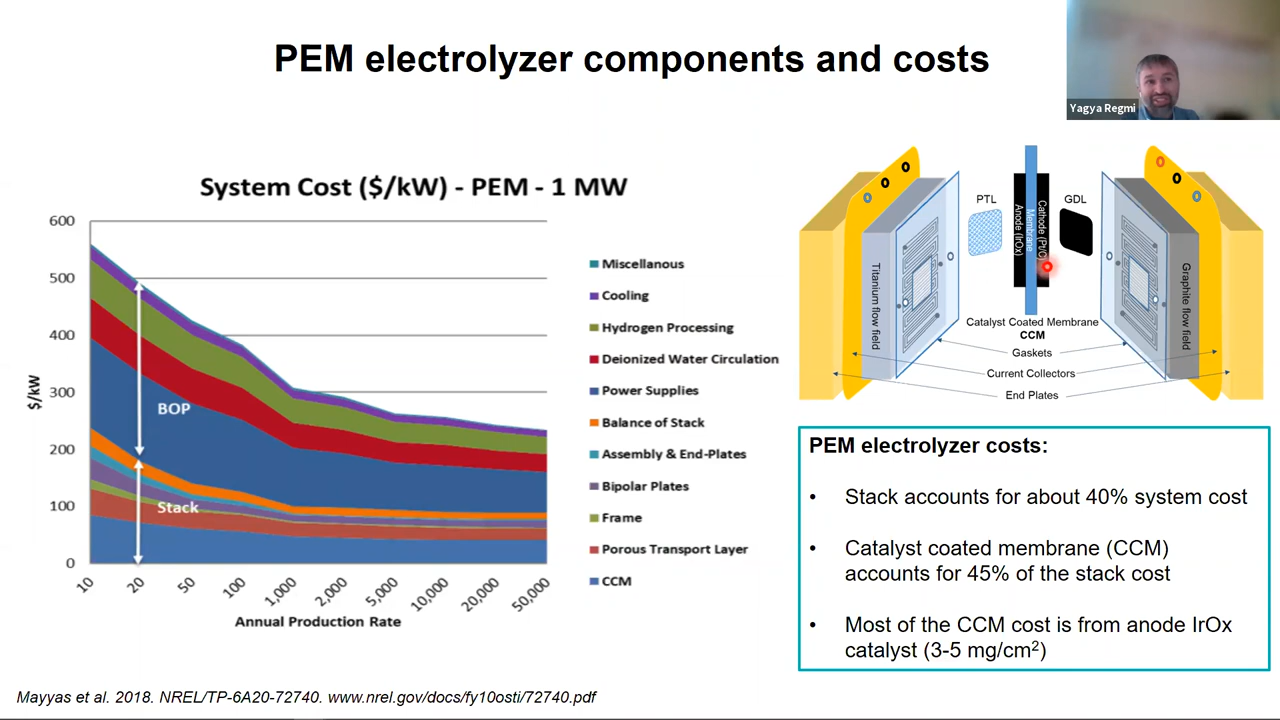 PEM electrolyzer components and costs
Yagya Regmi
System Cost ($/kW) - PEM - 1 MW
600
500
400
300
200
100
0
$/kW
BOP
Stack
10
20
50
100
1,000
2,000
5,000
10,000
20,000
50,000
Annual Production Rate
Miscellanous
Cooling
Hydrogen Processing
Deionized Water Circulation
Power Supplies
Balance of Stack
Assembly & End-Plates
Bipolar Plates
Frame
Porous Transport Layer
CCM
PTL
GDL
Anode (IrOx)
Membrane
Cathode (Pt/C)
Titanium flow field
Graphite flow field
Catalyst Coated Membrane
CCM
Gaskets
Current Collectors
End Plates
PEM electrolyzer costs:
• Stack accounts for about 40% system cost
• Catalyst coated membrane (CCM)
accounts for 45% of the stack cost
• Most of the CCM cost is from anode IrOx
catalyst (3-5 mg/cm²)
Mayyas et al. 2018. NREL/TP-6A20-72740. www.nrel.gov/docs/fy10osti/72740.pdf